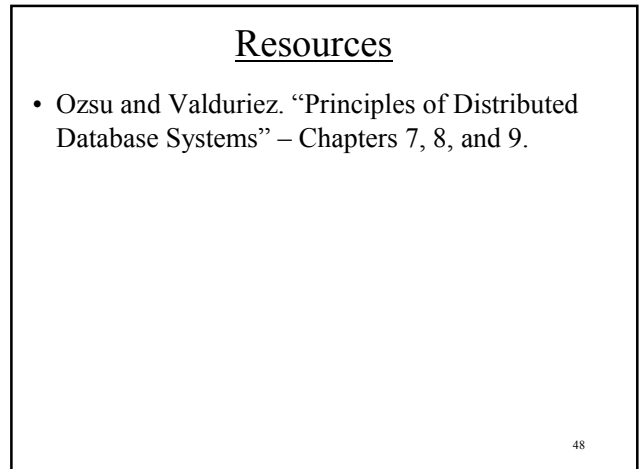 Resources
• Ozsu and Valduriez. “Principles of Distributed
Database Systems” – Chapters 7, 8, and 9.
48